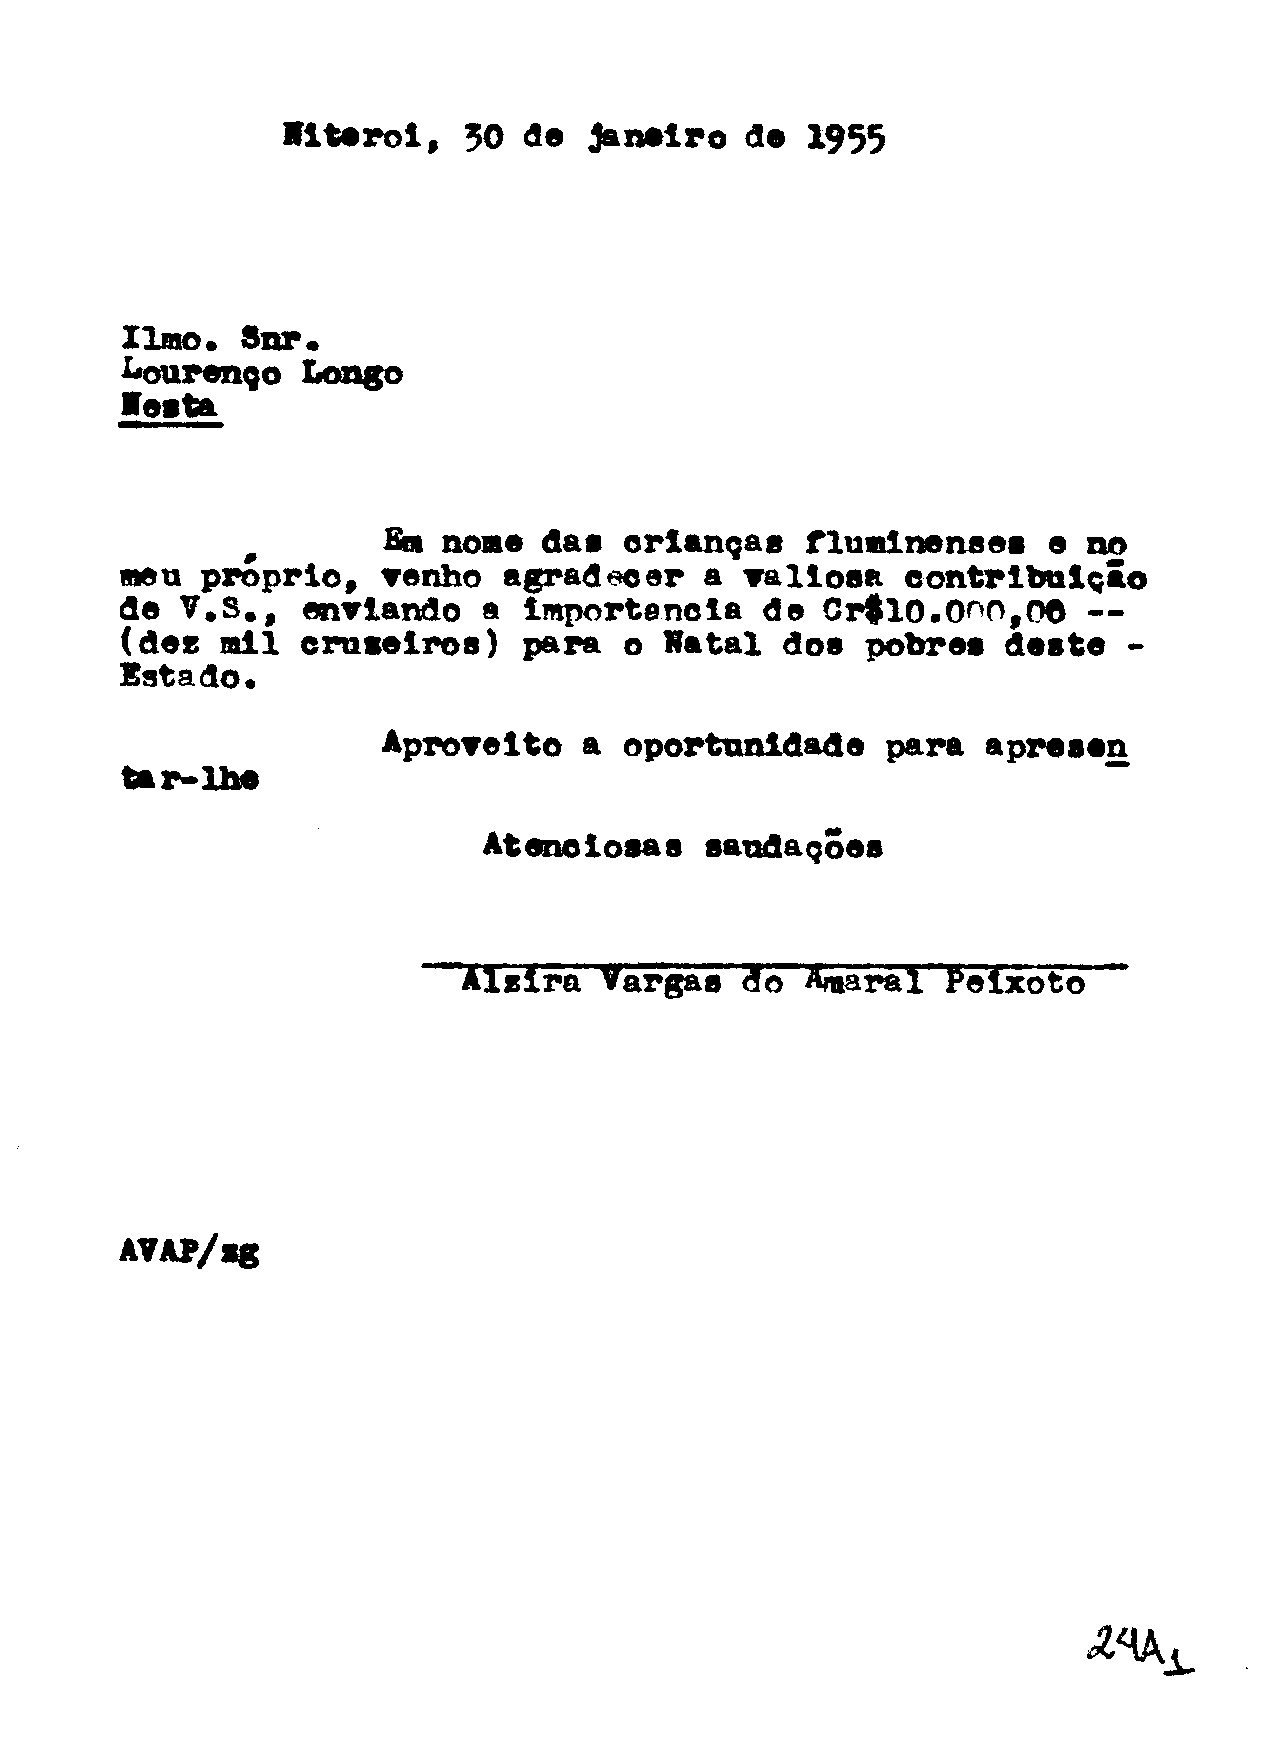 Niteroi, 30 de janeiro de 1955
Ilmo. Snr.
Lourenço Longo
Nesta
Em nome das crianças fluminenses e no
meu próprio, venho agradecer a valiosa contribuição
de V.S., enviando a importancia de Cr$10.000,00 --
(dez mil cruzeiros) para o Natal dos pobres deste -
Estado.
Aproveito a oportunidade para apresen
tar-lhe
Atenciosas saudações
Alzira Vargas do Amaral Peixoto
AVAP/zg
24A1